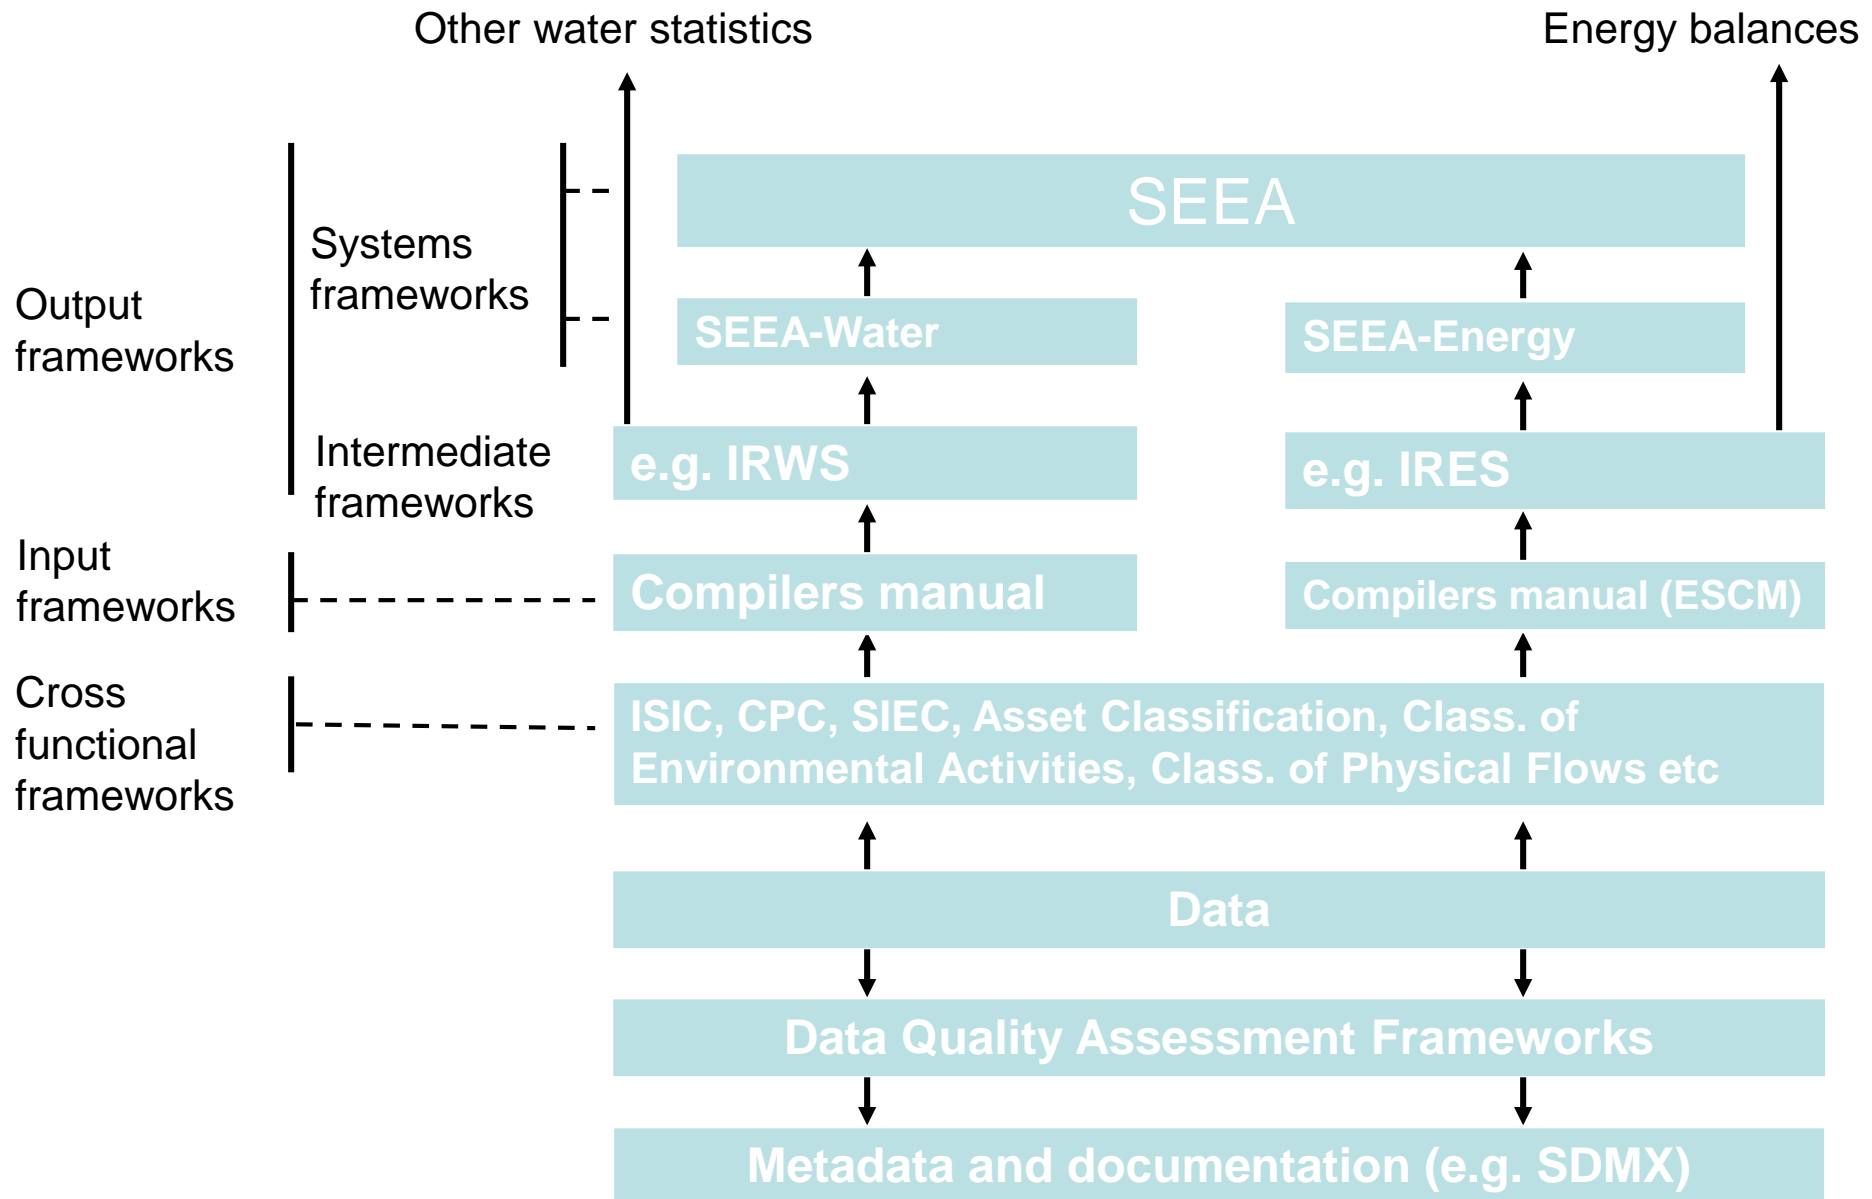 Other water statistics
Energy balances
SEEA
Systems
frameworks
Output
frameworks
SEEA-Water
SEEA-Energy
Intermediate
frameworks
e.g. IRWS
e.g. IRES
Input
frameworks
Compilers manual
Compilers manual (ESCM)
Cross
functional
frameworks
ISIC, CPC, SIEC, Asset Classification, Class. of
Environmental Activities, Class. of Physical Flows etc
Data
Data Quality Assessment Frameworks
Metadata and documentation (e.g. SDMX)